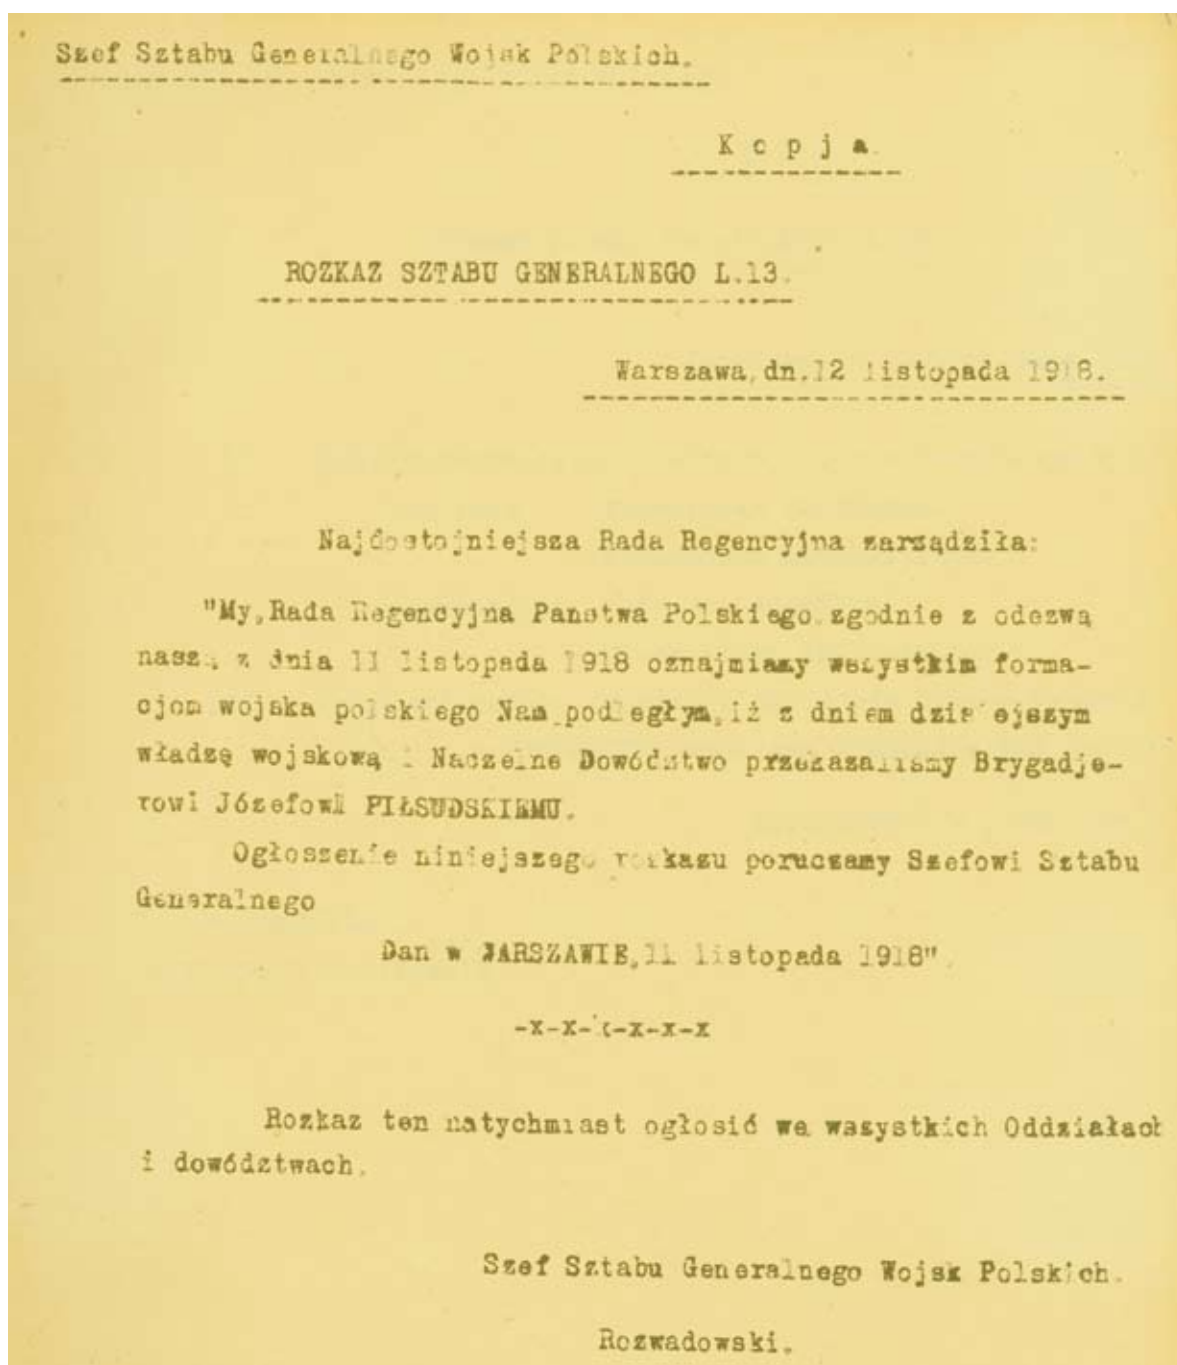 Szef Sztabu Generalnego Wojsk Polskich.
Kopja.
ROZKAZ SZTABU GENERALNEGO L.13.
Warszawa, dn.12 listopada 1918.
Najdostojniejsza Rada Regencyjna zarządziła:
"My, Rada Regencyjna Panstwa Polskiego zgodnie z odezwą
naszą z dnia 11 listopada 1918 oznajmiamy wszystkim forma-
cjom wojska polskiego Nam podległym, iż z dniem dzisiejszym
władzę wojskową i Naczelne Dowództwo przekazalismy Brygadje-
rowi Józefowi PIŁSUDSKIEMU.
Ogłoszenie niniejszego rozkazu poruczamy Szefowi Sztabu
Generalnego
Dan w WARSZAWIE, 11 listopada 1918".
-x-x-x-x-x-x
Rozkaz ten natychmiast ogłosić we wszystkich Oddziałach
i dowództwach.
Szef Sztabu Generalnego Wojsk Polskich.
Rozwadowski.